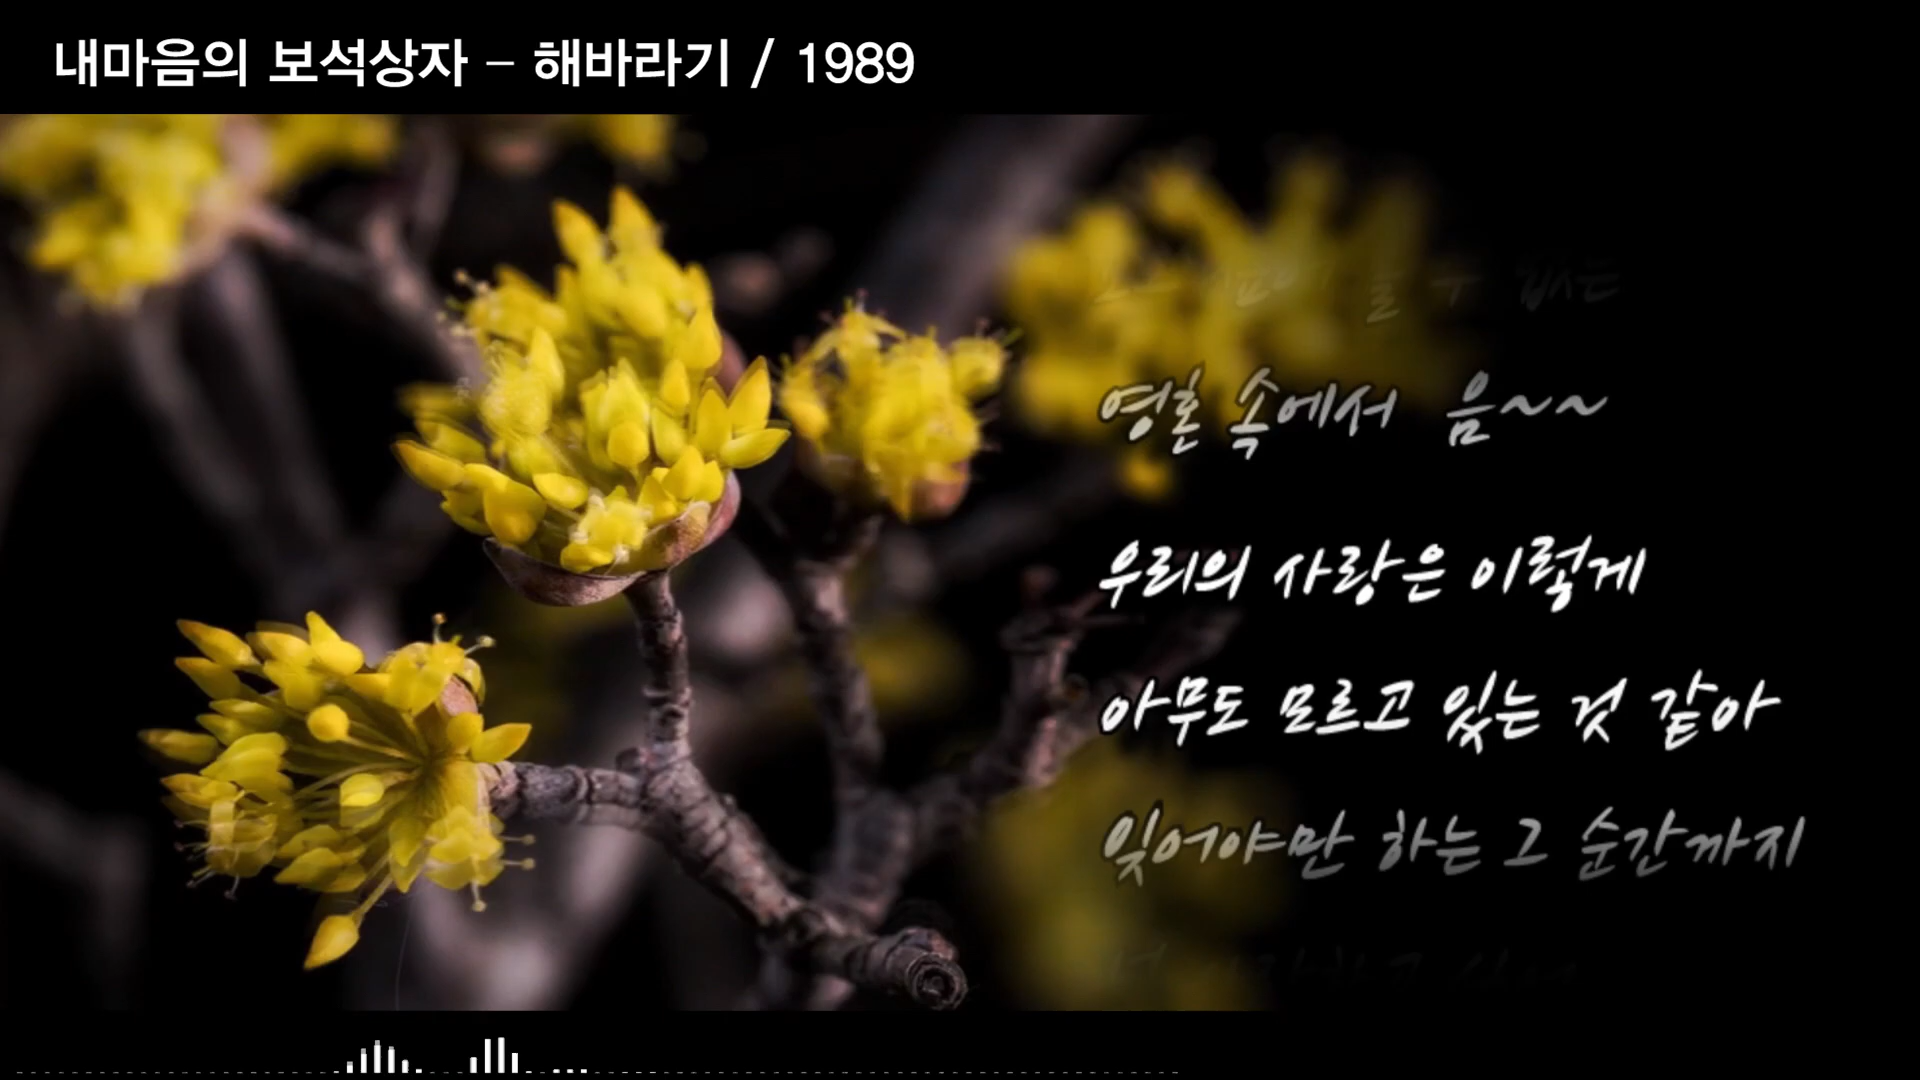 내마음의 보석상자 - 해바라기 / 1989
영혼 속에서 음~~
우리의 사랑은 이렇게
아무도 모르고 있는 것 같아
잊어야만 하는 그 순간까지